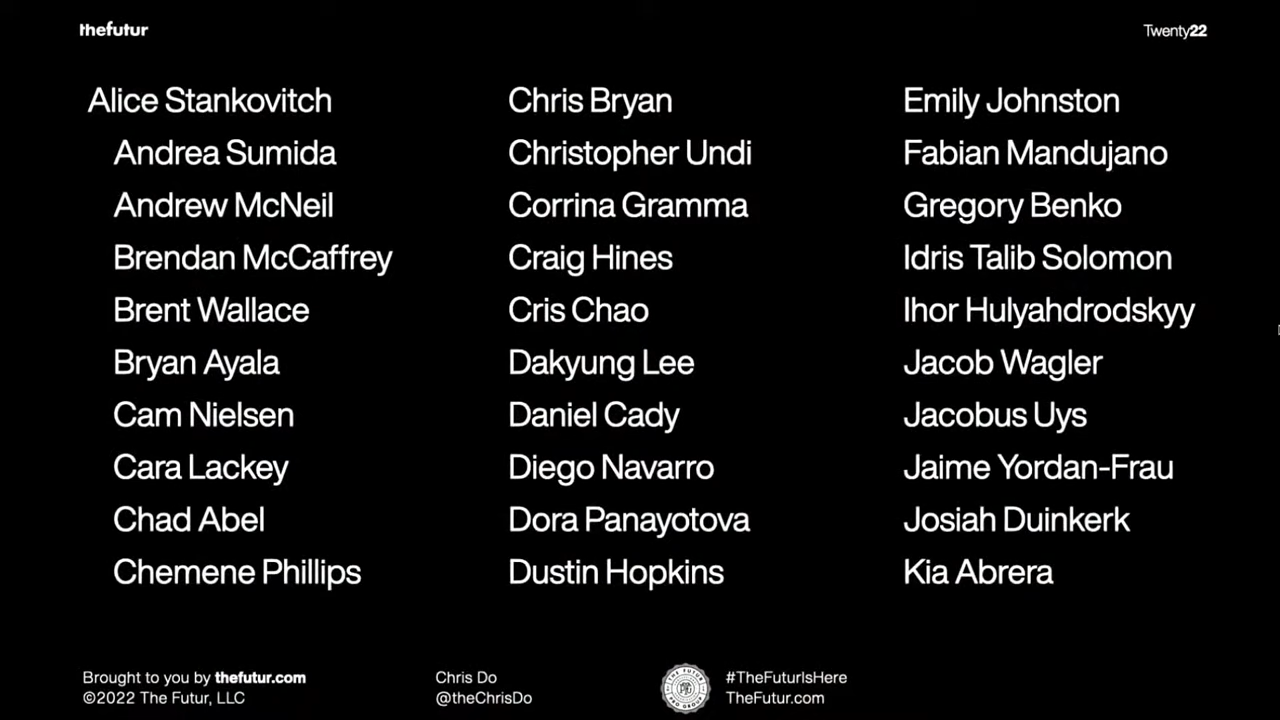 thefutur
Twenty22
Alice Stankovitch
Andrea Sumida
Andrew McNeil
Brendan McCaffrey
Brent Wallace
Bryan Ayala
Cam Nielsen
Cara Lackey
Chad Abel
Chemene Phillips
Chris Bryan
Christopher Undi
Corrina Gramma
Craig Hines
Cris Chao
Dakyung Lee
Daniel Cady
Diego Navarro
Dora Panayotova
Dustin Hopkins
Emily Johnston
Fabian Mandujano
Gregory Benko
Idris Talib Solomon
Ihor Hulyahdrodskyy
Jacob Wagler
Jacobus Uys
Jaime Yordan-Frau
Josiah Duinkerk
Kia Abrera
Brought to you by thefutur.com
©2022 The Futur, LLC
Chris Do
@theChrisDo
THE FUTUR
PRO GROUP
#TheFuturIsHere
TheFutur.com